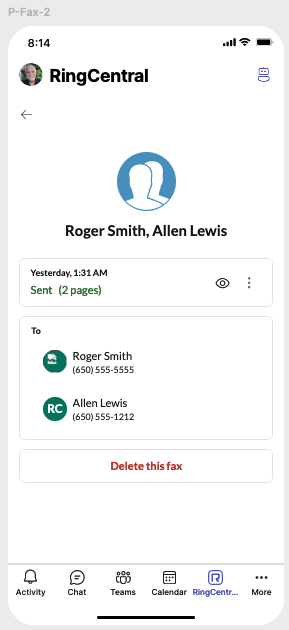 P-Fax-2
8:14
RingCentral
Roger Smith, Allen Lewis
Yesterday, 1:31 AM
Sent (2 pages)
To
Roger Smith
(650) 555-5555
RC
Allen Lewis
(650) 555-1212
Delete this fax
Activity
Chat
Teams
Calendar
RingCentr...
More